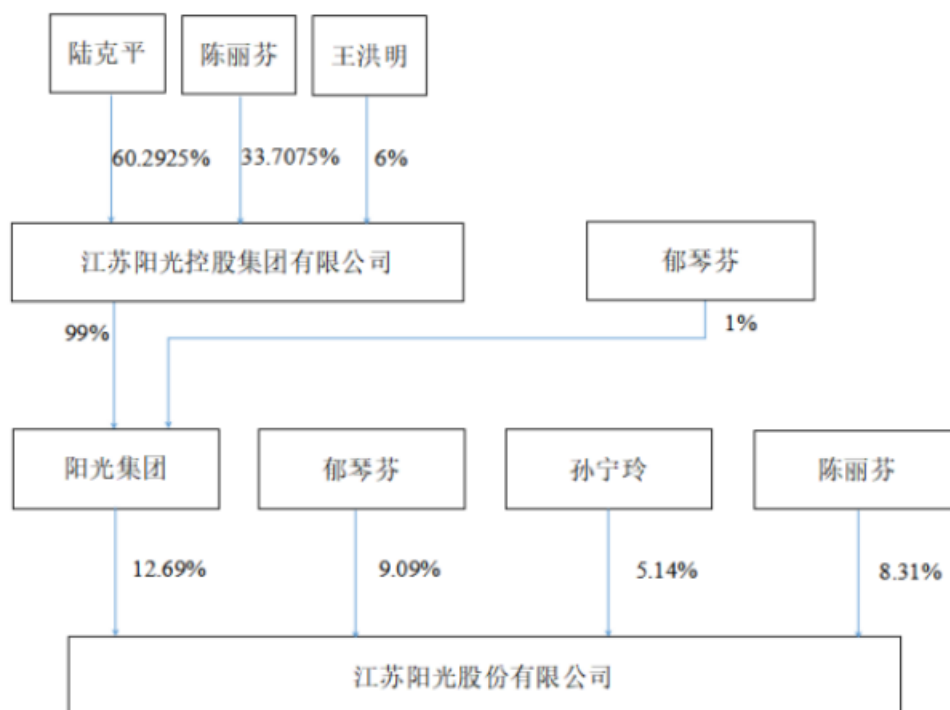 陆克平
陈丽芬
王洪明
60.2925%
33.7075%
6%
江苏阳光控股集团有限公司
郁琴芬
99%
1%
阳光集团
郁琴芬
孙宁玲
陈丽芬
12.69%
9.09%
5.14%
8.31%
江苏阳光股份有限公司